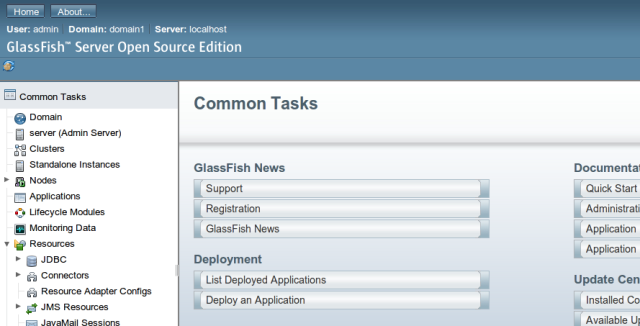 Home About...
User: admin Domain: domain1 Server: localhost
GlassFish™ Server Open Source Edition
Common Tasks
Domain
server (Admin Server)
Clusters
Standalone Instances
Nodes
Applications
Lifecycle Modules
Monitoring Data
Resources
JDBC
Connectors
Resource Adapter Configs
JMS Resources
JavaMail Sessions
Common Tasks
GlassFish News
Support
Registration
GlassFish News
Deployment
List Deployed Applications
Deploy an Application
Documentat
Quick Start
Administrati
Application
Application
Update Cen
Installed Co
Available Up